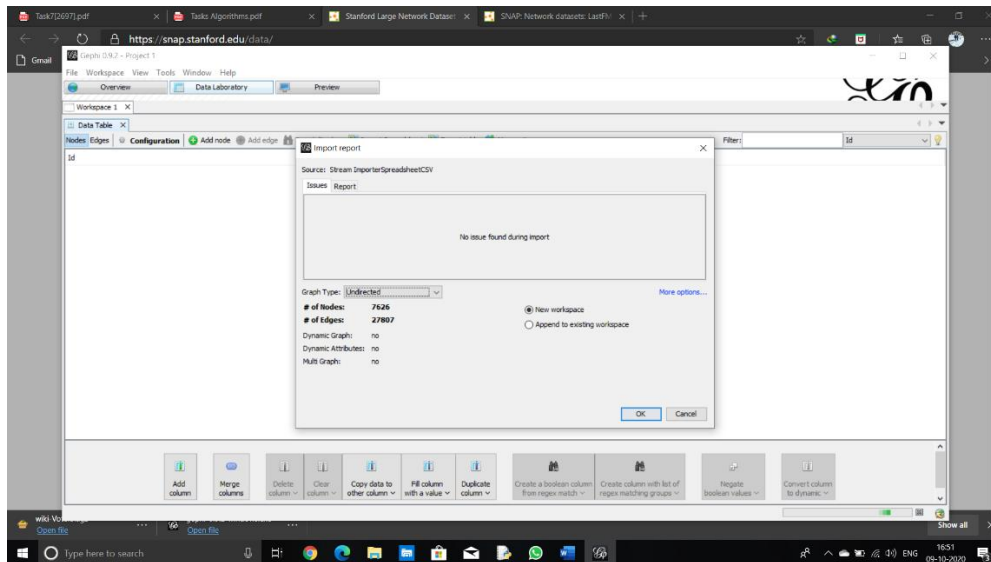 Task7[2697].pdf
Tasks Algorithms.pdf
Stanford Large Network Dataset
SNAP: Network datasets: LastFM
https://snap.stanford.edu/data/
Gmail
Gephi 0.9.2 - Project 1
File Workspace View Tools Window Help
Overview Data Laboratory Preview
Workspace 1
Data Table
Nodes Edges Configuration Add node Add edge Filter: Id
Id
Import report
Source: Stream ImporterSpreadsheetCSV
Issues Report
No issue found during import
Graph Type: Undirected More options...
# of Nodes: 7626
# of Edges: 27807
Dynamic Graph: no
Dynamic Attributes: no
Multi Graph: no
New workspace
Append to existing workspace
OK Cancel
Add column
Merge columns
Delete column
Clear column
Copy data to other column
Fill column with a value
Duplicate column
Create a boolean column from regex match
Create column with list of regex matching groups
Negate boolean values
Convert column to dynamic
Open file
Open file
Show all
Type here to search
ENG
16:51
09-10-2020